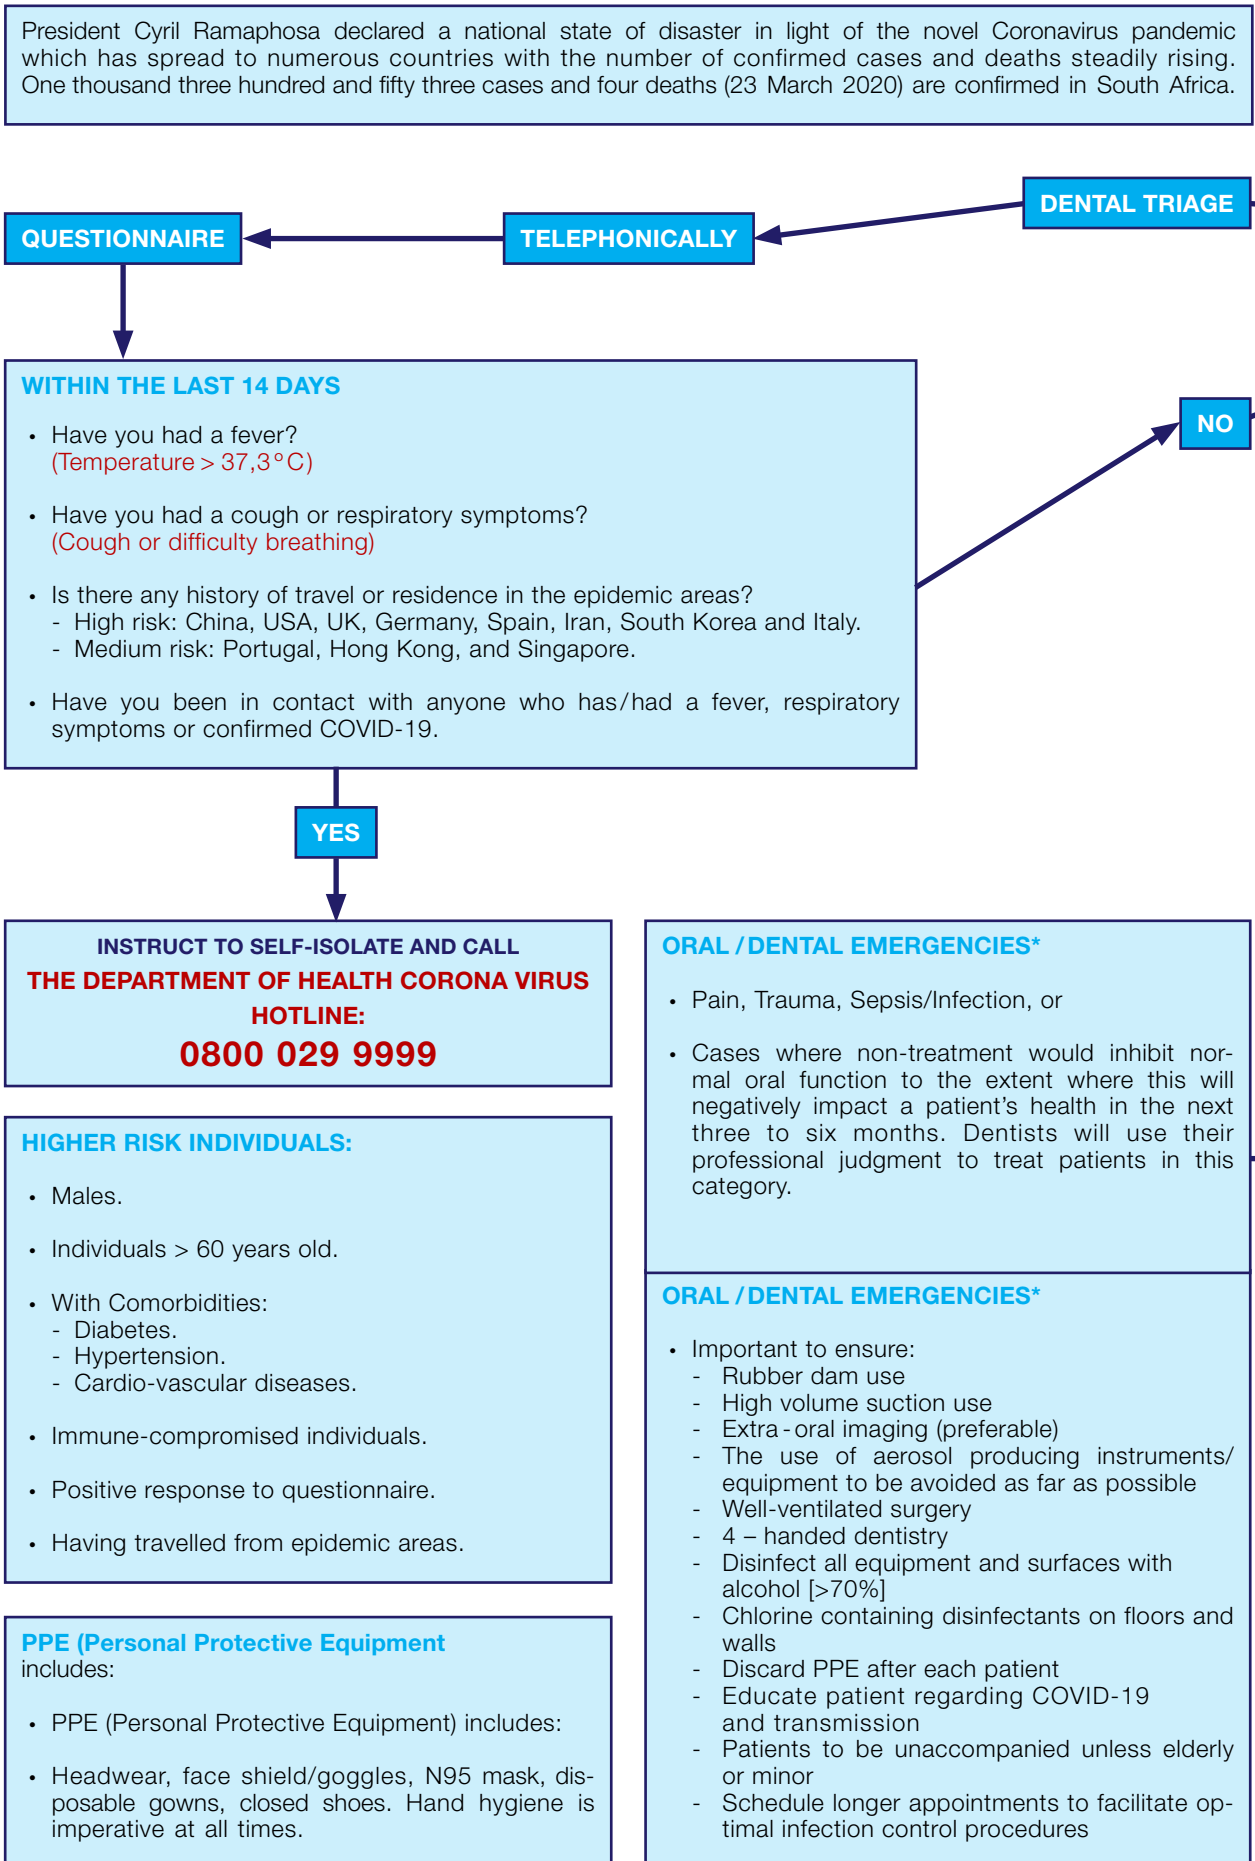 President Cyril Ramaphosa declared a national state of disaster in light of the novel Coronavirus pandemic
which has spread to numerous countries with the number of confirmed cases and deaths steadily rising.
One thousand three hundred and fifty three cases and four deaths (23 March 2020) are confirmed in South Africa.
DENTAL TRIAGE
TELEPHONICALLY
QUESTIONNAIRE
WITHIN THE LAST 14 DAYS
• Have you had a fever?
(Temperature > 37,3°C)
• Have you had a cough or respiratory symptoms?
(Cough or difficulty breathing)
• Is there any history of travel or residence in the epidemic areas?
- High risk: China, USA, UK, Germany, Spain, Iran, South Korea and Italy.
- Medium risk: Portugal, Hong Kong, and Singapore.
• Have you been in contact with anyone who has/had a fever, respiratory
symptoms or confirmed COVID-19.
NO
YES
INSTRUCT TO SELF-ISOLATE AND CALL
THE DEPARTMENT OF HEALTH CORONA VIRUS
HOTLINE:
0800 029 9999
HIGHER RISK INDIVIDUALS:
• Males.
• Individuals > 60 years old.
• With Comorbidities:
- Diabetes.
- Hypertension.
- Cardio-vascular diseases.
• Immune-compromised individuals.
• Positive response to questionnaire.
• Having travelled from epidemic areas.
PPE (Personal Protective Equipment
includes:
• PPE (Personal Protective Equipment) includes:
• Headwear, face shield/goggles, N95 mask, dis-
posable gowns, closed shoes. Hand hygiene is
imperative at all times.
ORAL / DENTAL EMERGENCIES*
• Pain, Trauma, Sepsis/Infection, or
• Cases where non-treatment would inhibit nor-
mal oral function to the extent where this will
negatively impact a patient's health in the next
three to six months. Dentists will use their
professional judgment to treat patients in this
category.
ORAL / DENTAL EMERGENCIES*
• Important to ensure:
- Rubber dam use
- High volume suction use
- Extra - oral imaging (preferable)
- The use of aerosol producing instruments/
equipment to be avoided as far as possible
- Well-ventilated surgery
- 4 – handed dentistry
- Disinfect all equipment and surfaces with
alcohol [>70%]
- Chlorine containing disinfectants on floors and
walls
- Discard PPE after each patient
- Educate patient regarding COVID-19
and transmission
- Patients to be unaccompanied unless elderly
or minor
- Schedule longer appointments to facilitate op-
timal infection control procedures